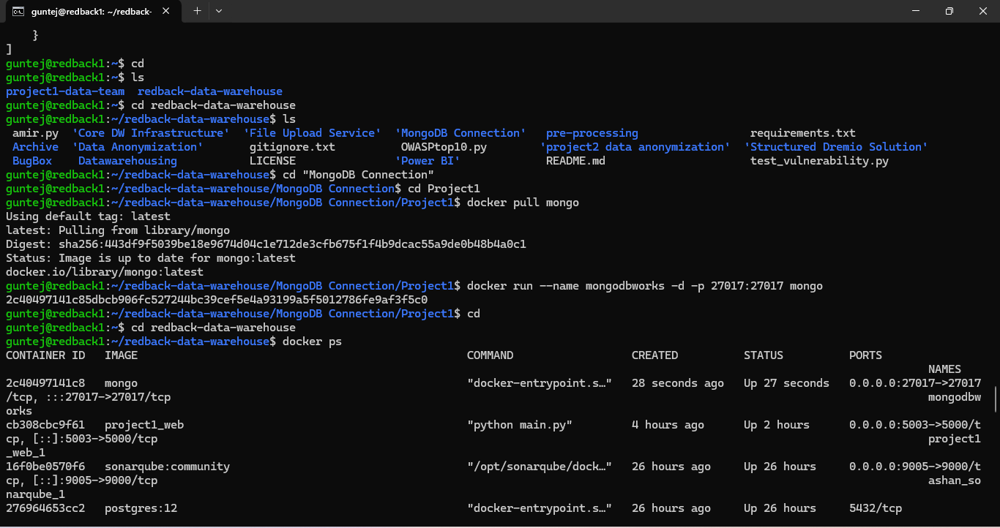 guntej@redback1: ~/redback-
}
]
guntej@redback1:~$ cd
guntej@redback1:~$ ls
project1-data-team  redback-data-warehouse
guntej@redback1:~$ cd redback-data-warehouse
guntej@redback1:~/redback-data-warehouse$ ls
amir.py  'Core DW Infrastructure'  'File Upload Service'  'MongoDB Connection'  pre-processing  requirements.txt
Archive  'Data Anonymization'  gitignore.txt  OWASPtop10.py  'project2 data anonymization'  'Structured Dremio Solution'
BugBox  Datawarehousing  LICENSE  'Power BI'  README.md  test_vulnerability.py
guntej@redback1:~/redback-data-warehouse$ cd "MongoDB Connection"
guntej@redback1:~/redback-data-warehouse/MongoDB Connection$ cd Project1
guntej@redback1:~/redback-data-warehouse/MongoDB Connection/Project1$ docker pull mongo
Using default tag: latest
latest: Pulling from library/mongo
Digest: sha256:443df9f5039be18e9674d04c1e712de3cfb675f1f4b9dcac55a9de0b48b4a0c1
Status: Image is up to date for mongo:latest
docker.io/library/mongo:latest
guntej@redback1:~/redback-data-warehouse/MongoDB Connection/Project1$ docker run --name mongodbworks -d -p 27017:27017 mongo
2c40497141c85dbcb906fc527244bc39cef5e4a93199a5f5012786fe9af3f5c0
guntej@redback1:~/redback-data-warehouse/MongoDB Connection/Project1$ cd
guntej@redback1:~$ cd redback-data-warehouse
guntej@redback1:~/redback-data-warehouse$ docker ps
CONTAINER ID   IMAGE   COMMAND   CREATED   STATUS   PORTS
NAMES
2c40497141c8   mongo   "docker-entrypoint.s…"   28 seconds ago   Up 27 seconds   0.0.0.0:27017->27017
/tcp, :::27017->27017/tcp   mongodbw
orks
cb308cbc9f61   project1_web   "python main.py"   4 hours ago   Up 2 hours   0.0.0.0:5003->5000/t
cp, [::]:5003->5000/tcp   project1
_web_1
16f0be0570f6   sonarqube:community   "/opt/sonarqube/dock…"   26 hours ago   Up 26 hours   0.0.0.0:9005->9000/t
cp, [::]:9005->9000/tcp   ashan_so
narqube_1
276964653cc2   postgres:12   "docker-entrypoint.s…"   26 hours ago   Up 26 hours   5432/tcp